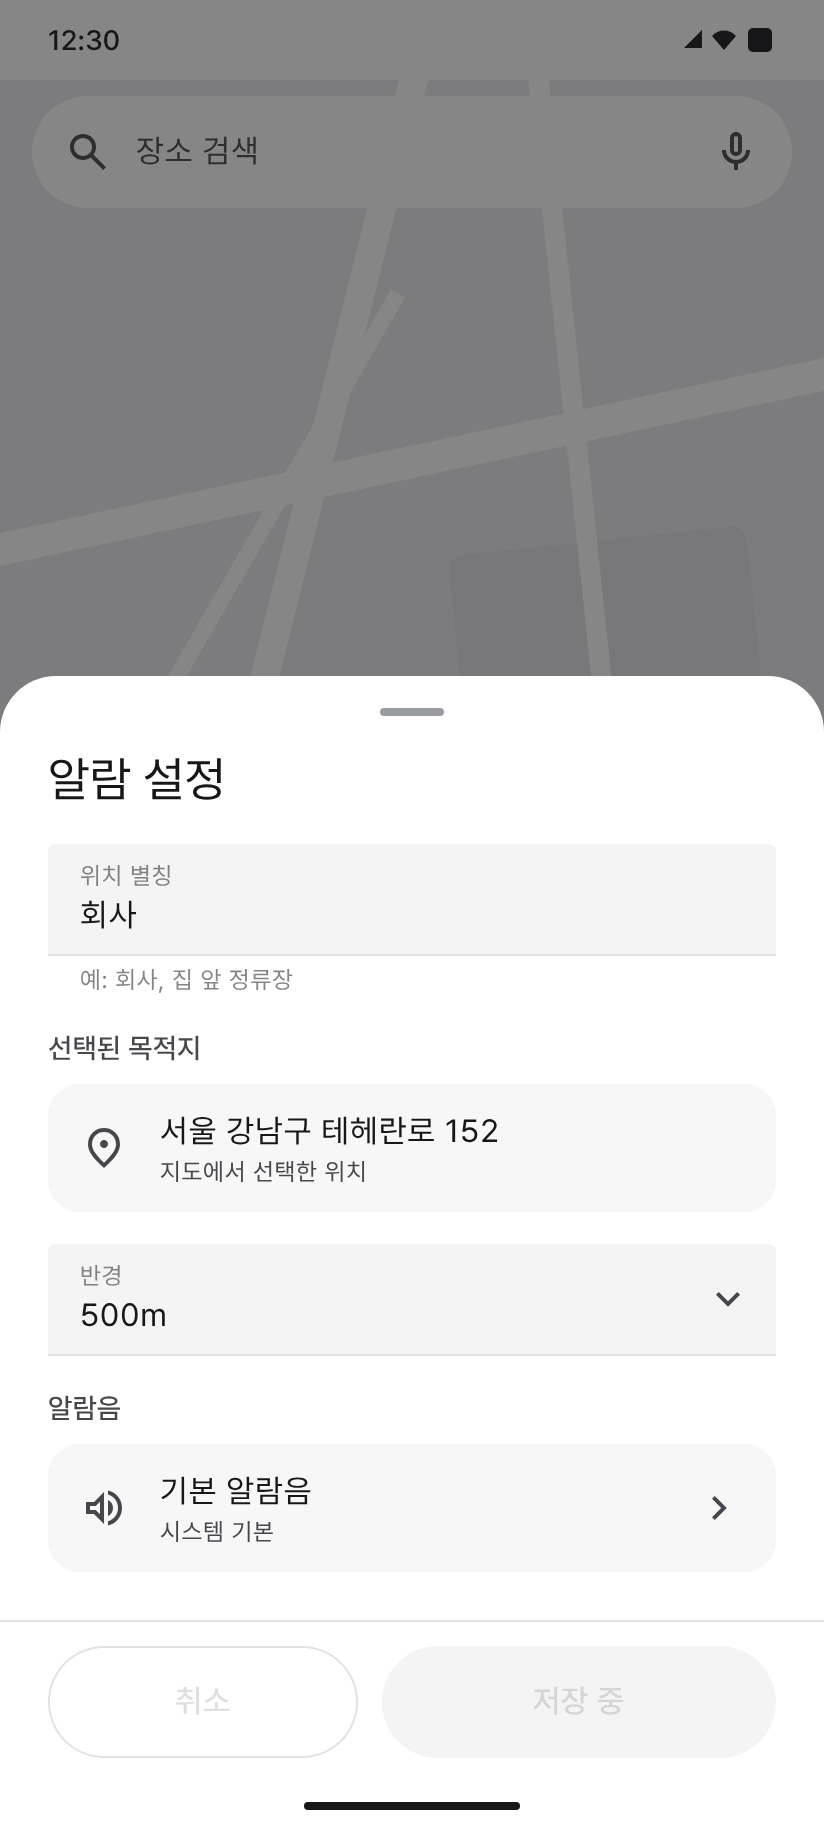 12:30
장소 검색
알람 설정
위치 별칭
회사
예: 회사, 집 앞 정류장
선택된 목적지
서울 강남구 테헤란로 152
지도에서 선택한 위치
반경
500m
알람음
기본 알람음
시스템 기본
취소
저장 중